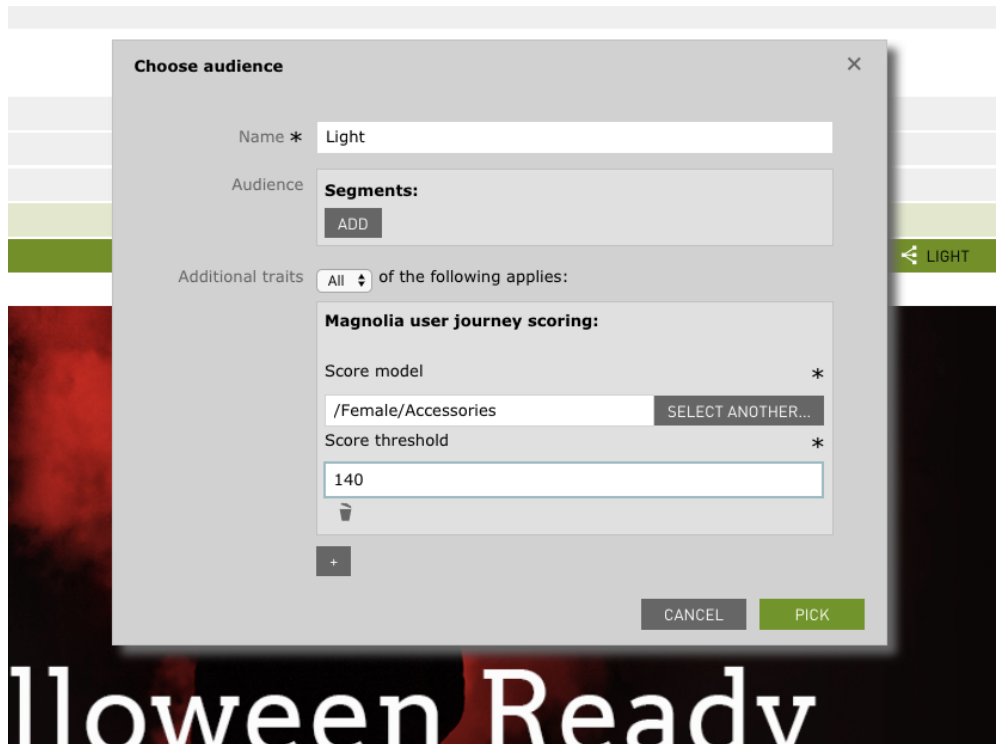 Choose audience ×
Name * Light
Audience
Segments:
ADD
LIGHT
Additional traits All of the following applies:
Magnolia user journey scoring:
Score model *
/Female/Accessories SELECT ANOTHER...
Score threshold *
140
+
CANCEL PICK
lloween Ready